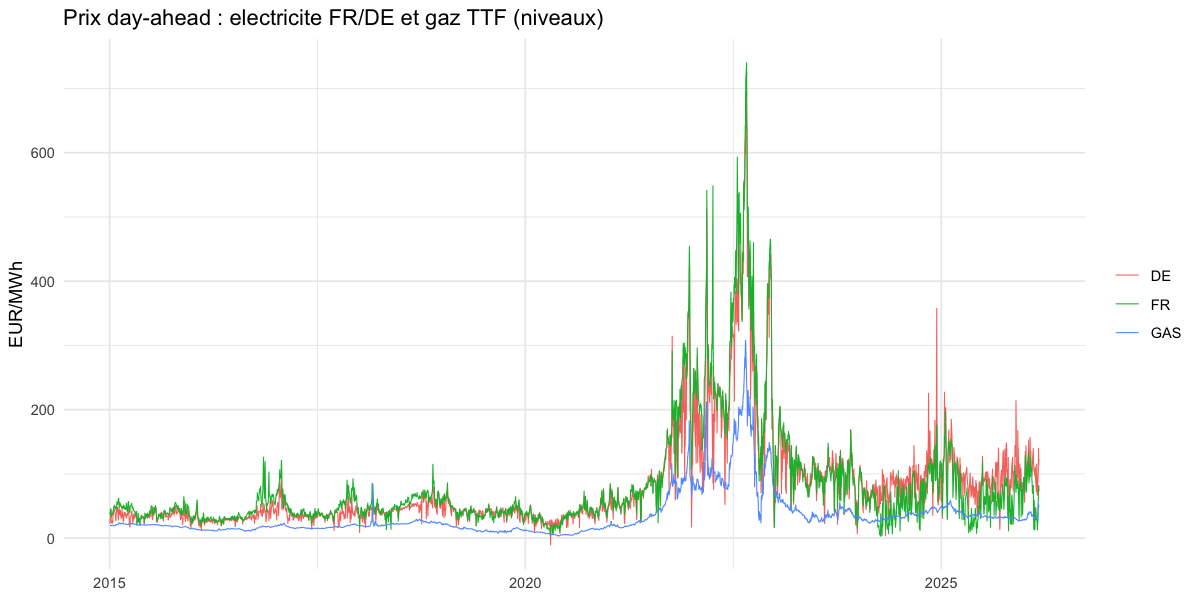 Prix day-ahead : electricite FR/DE et gaz TTF (niveaux)
EUR/MWh
600
400
200
0
2015
2020
2025
DE
FR
GAS